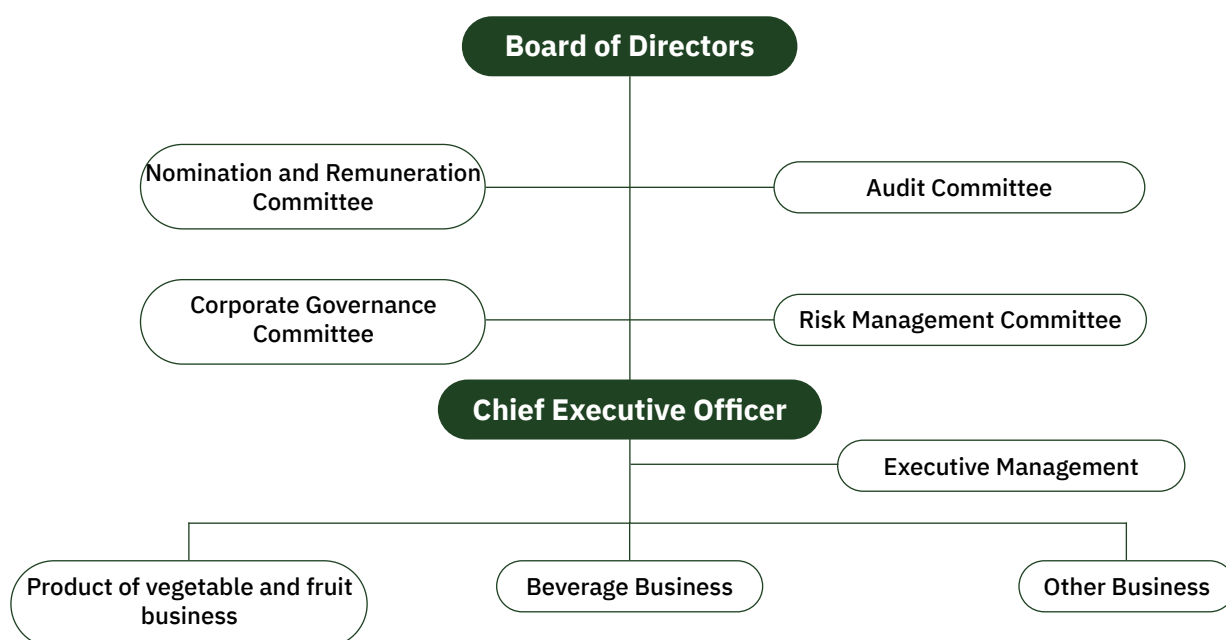 Board of Directors
Nomination and Remuneration
Committee
Audit Committee
Corporate Governance
Committee
Risk Management Committee
Chief Executive Officer
Executive Management
Product of vegetable and fruit
business
Beverage Business
Other Business